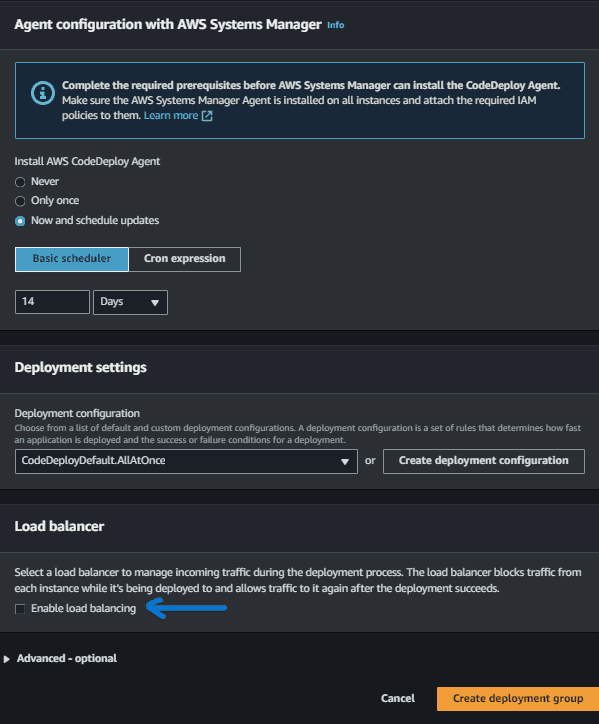 Agent configuration with AWS Systems Manager Info
Complete the required prerequisites before AWS Systems Manager can install the CodeDeploy Agent.
Make sure the AWS Systems Manager Agent is installed on all instances and attach the required IAM
policies to them. Learn more
Install AWS CodeDeploy Agent
Never
Only once
Now and schedule updates
Basic scheduler Cron expression
14 Days
Deployment settings
Deployment configuration
Choose from a list of default and custom deployment configurations. A deployment configuration is a set of rules that determines how fast
an application is deployed and the success or failure conditions for a deployment.
CodeDeployDefault.AllAtOnce or Create deployment configuration
Load balancer
Select a load balancer to manage incoming traffic during the deployment process. The load balancer blocks traffic from
each instance while it's being deployed to and allows traffic to it again after the deployment succeeds.
Enable load balancing
Advanced - optional
Cancel Create deployment group